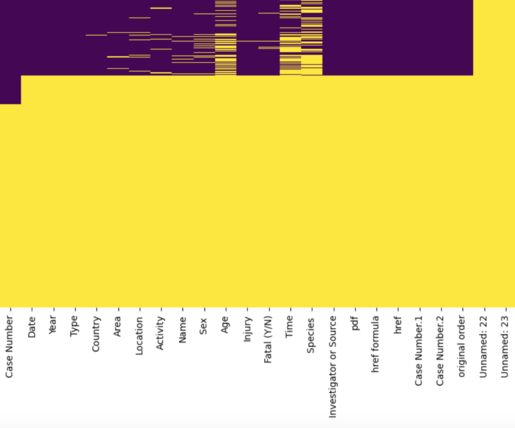 Case Number
Date
Year
Type
Country
Area
Location
Activity
Name
Sex
Age
Injury
Fatal (Y/N)
Time
Species
Investigator or Source
pdf
href formula
href
Case Number.1
Case Number.2
original order
Unnamed: 22
Unnamed: 23